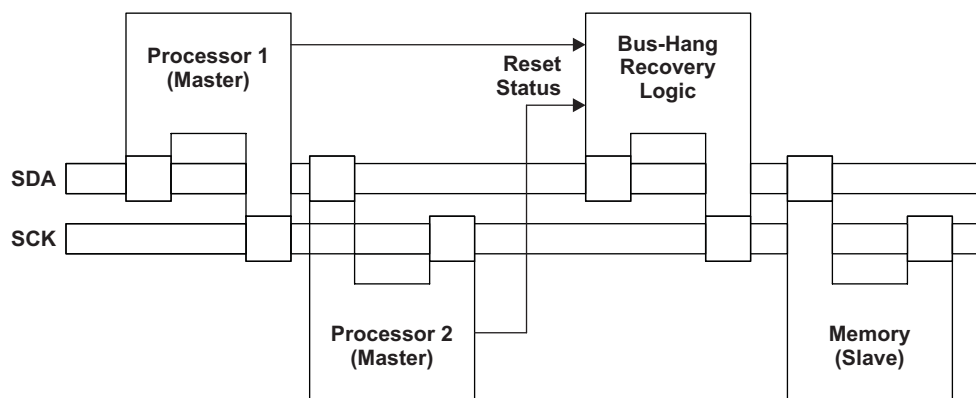 Processor 1
(Master)
Bus-Hang
Recovery
Logic
Reset
Status
SDA
SCK
Processor 2
(Master)
Memory
(Slave)